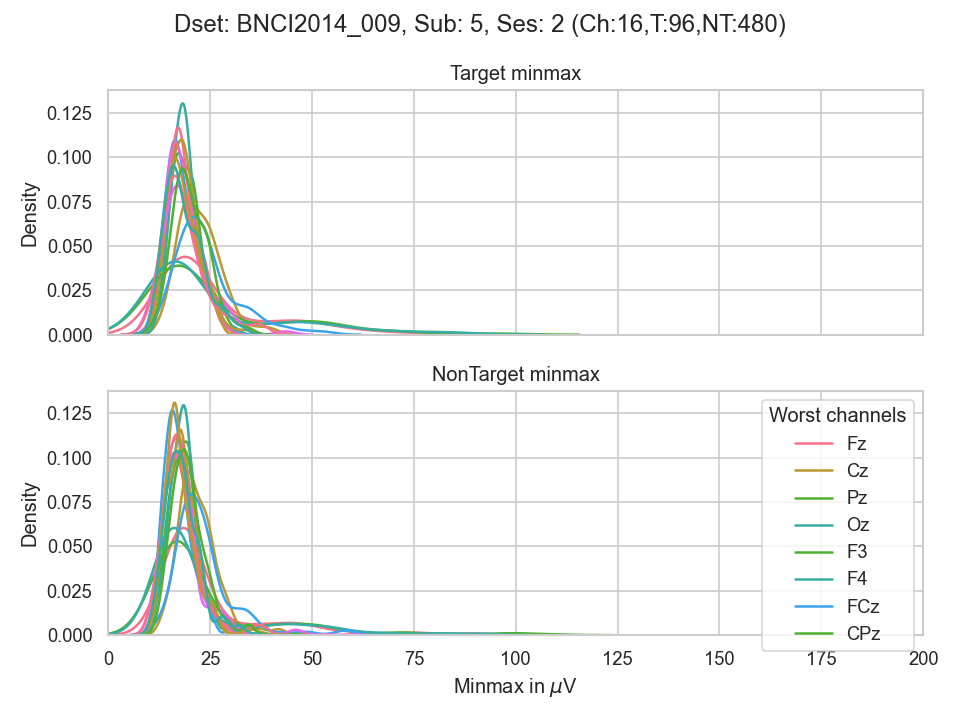 Dset: BNCI2014_009, Sub: 5, Ses: 2 (Ch:16,T:96,NT:480)
Target minmax
0.125
0.100
0.075
0.050
0.025
0.000
Density
NonTarget minmax
0.125
0.100
0.075
0.050
0.025
0.000
Density
Worst channels
Fz
Cz
Pz
Oz
F3
F4
FCz
CPz
0 25 50 75 100 125 150 175 200
Minmax in μV